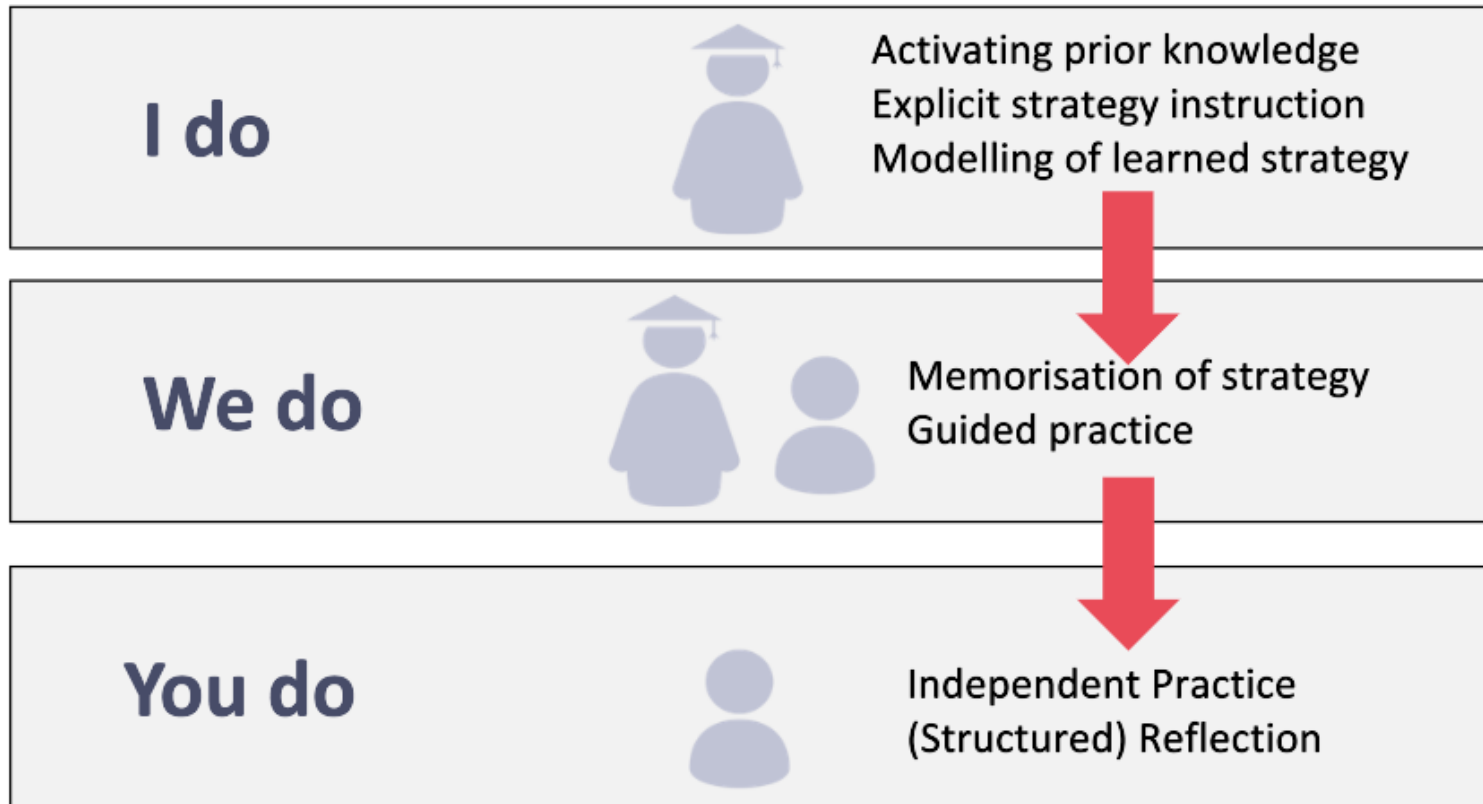 I do
Activating prior knowledge
Explicit strategy instruction
Modelling of learned strategy
We do
Memorisation of strategy
Guided practice
You do
Independent Practice
(Structured) Reflection